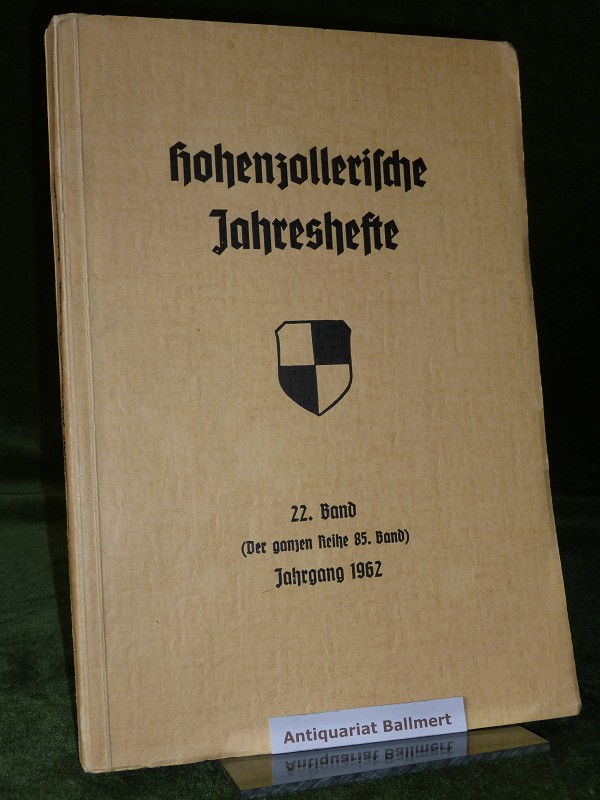 Hohenzollerische
Jahreshefte
22. Band
(Der ganzen Reihe 85. Band)
Jahrgang 1962
Antiquariat Ballmert